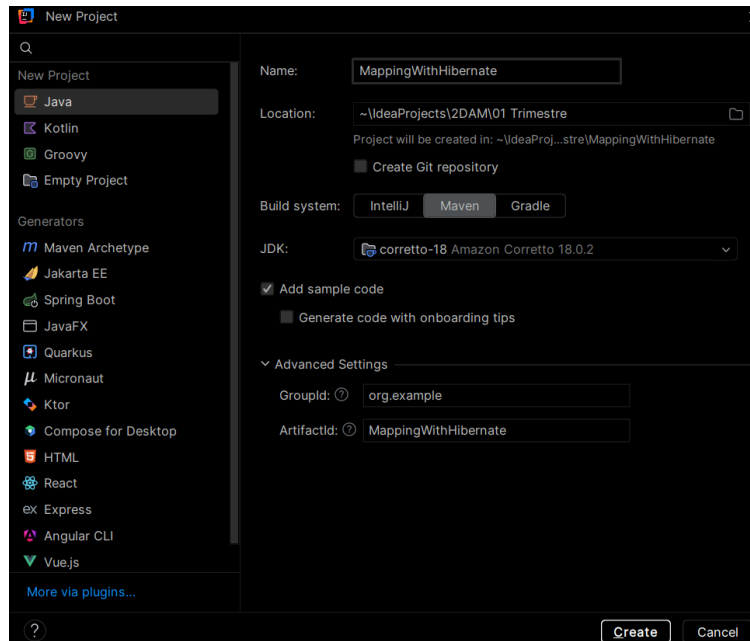 New Project
New Project
Java
Kotlin
Groovy
Empty Project
Generators
Maven Archetype
Jakarta EE
Spring Boot
JavaFX
Quarkus
Micronaut
Ktor
Compose for Desktop
HTML
React
ex Express
Angular CLI
Vue.js
More via plugins...
?
Name: MappingWithHibernate
Location: ~\IdeaProjects\2DAM\01 Trimestre
Project will be created in: ~\IdeaProj...stre\MappingWithHibernate
Create Git repository
Build system: IntelliJ Maven Gradle
JDK: corretto-18 Amazon Corretto 18.0.2
Add sample code
Generate code with onboarding tips
Advanced Settings
GroupId: ? org.example
ArtifactId: ? MappingWithHibernate
Create Cancel